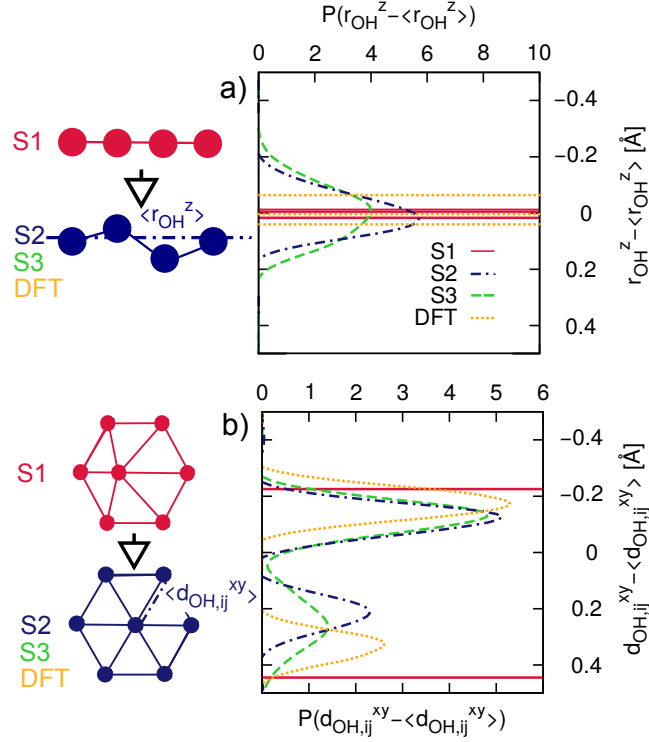 P(r_OH^z-<r_OH^z>)
0 2 4 6 8 10
a)
-0.4
-0.2
0
0.2
0.4
r_OH^z-<r_OH^z> [Å]
S1
<r_OH^z>
S2
S3
DFT
S1
S2
S3
DFT
0 1 2 3 4 5 6
b)
-0.4
-0.2
0
0.2
0.4
d_OH,ij^xy-<d_OH,ij^xy> [Å]
S1
<d_OH,ij^xy>
S2
S3
DFT
P(d_OH,ij^xy-<d_OH,ij^xy>)